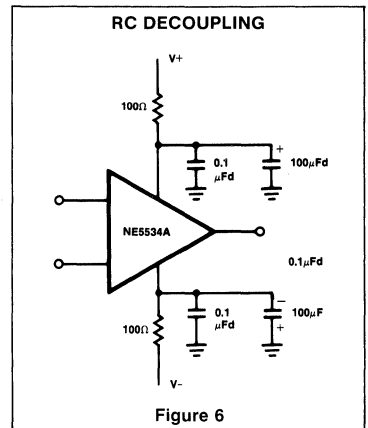 RC DECOUPLING
V+
100Ω
0.1
μFd
+
100μFd
NE5534A
0.1μFd
100Ω
0.1
μFd
−
100μF
+
V-
Figure 6